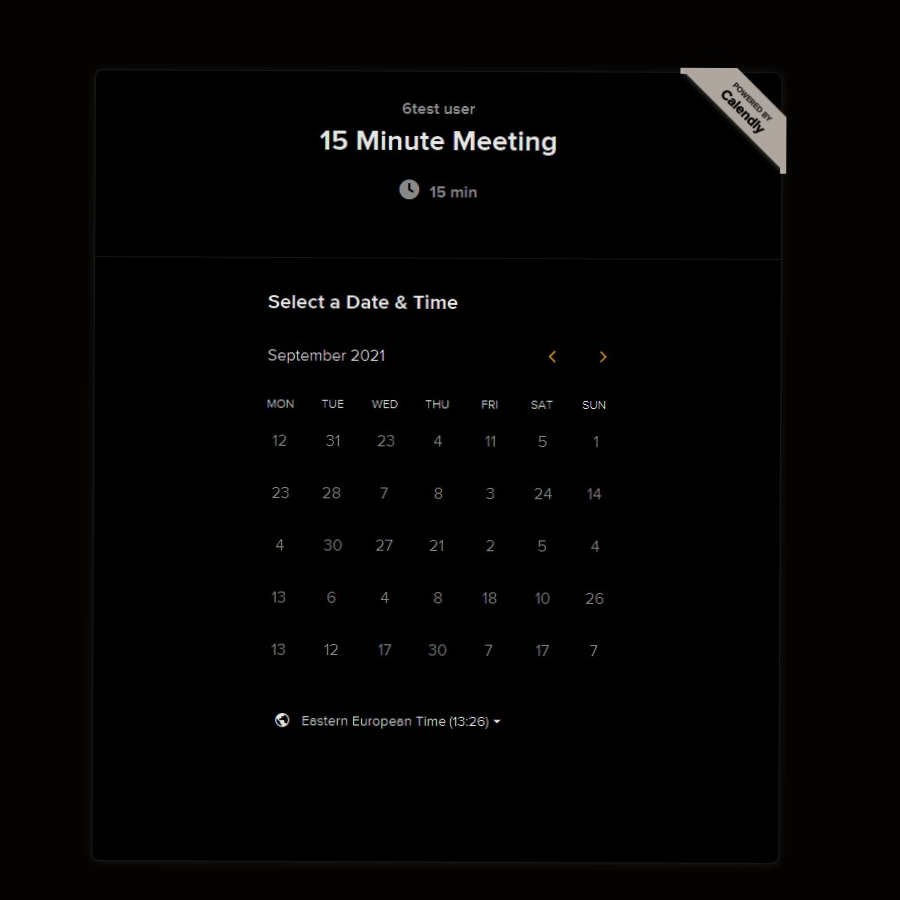 POWERED BY
Calendly
6test user
15 Minute Meeting
15 min
Select a Date & Time
September 2021
MON TUE WED THU FRI SAT SUN
12 31 23 4 11 5 1
23 28 7 8 3 24 14
4 30 27 21 2 5 4
13 6 4 8 18 10 26
13 12 17 30 7 17 7
Eastern European Time (13:26)